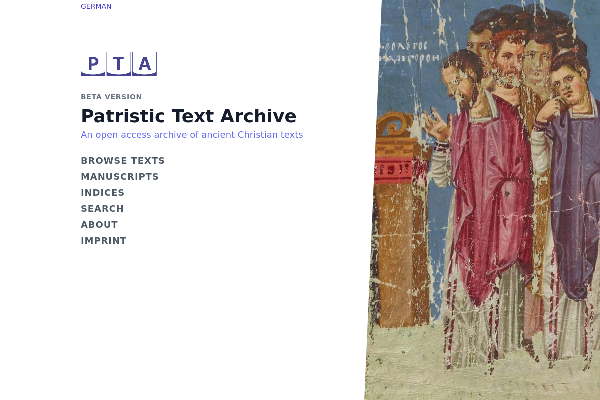 GERMAN
P T A
BETA VERSION
Patristic Text Archive
An open access archive of ancient Christian texts
BROWSE TEXTS
MANUSCRIPTS
INDICES
SEARCH
ABOUT
IMPRINT